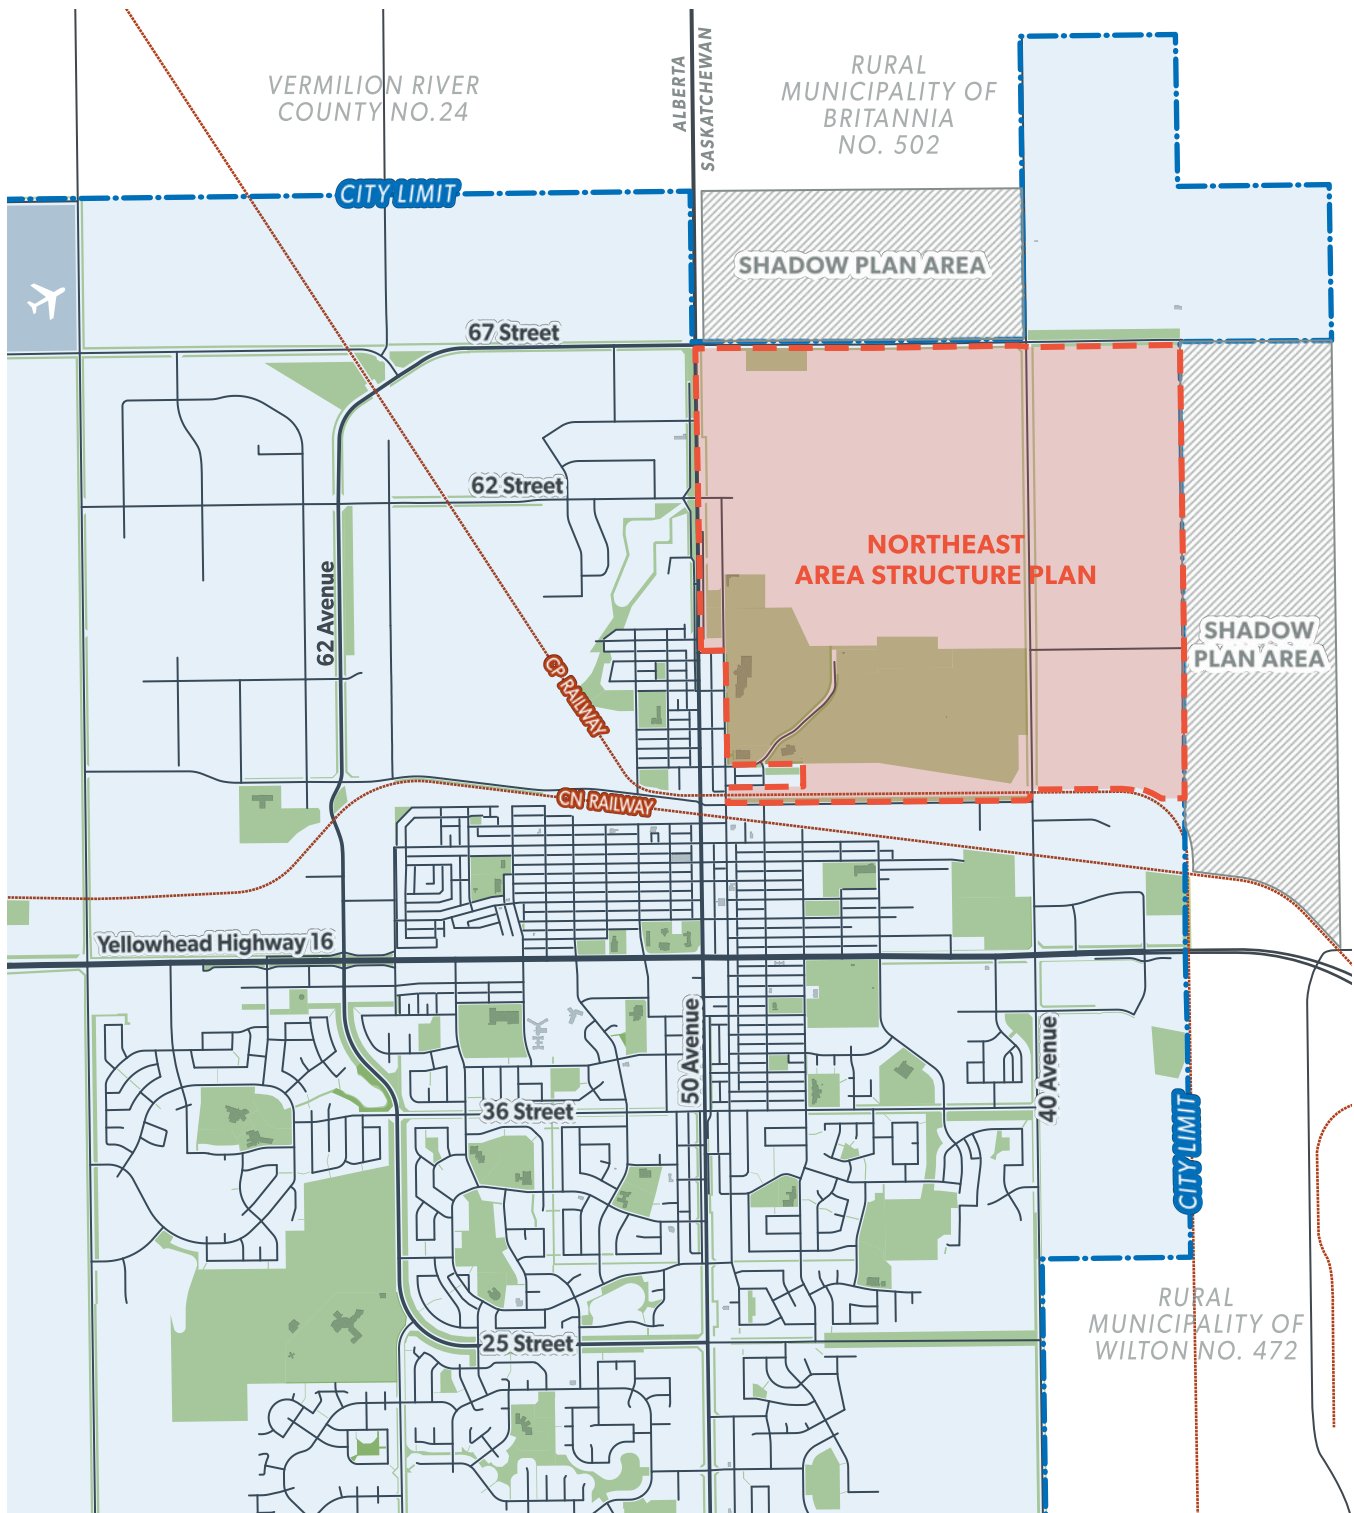 VERMILION RIVER
COUNTY NO.24
ALBERTA
SASKATCHEWAN
RURAL
MUNICIPALITY OF
BRITANNIA
NO. 502
CITY LIMIT
SHADOW PLAN AREA
67 Street
62 Street
NORTHEAST
AREA STRUCTURE PLAN
62 Avenue
SHADOW
PLAN AREA
CP RAILWAY
CN RAILWAY
Yellowhead Highway 16
50 Avenue
40 Avenue
36 Street
CITY LIMIT
RURAL
MUNICIPALITY OF
WILTON NO. 472
25 Street